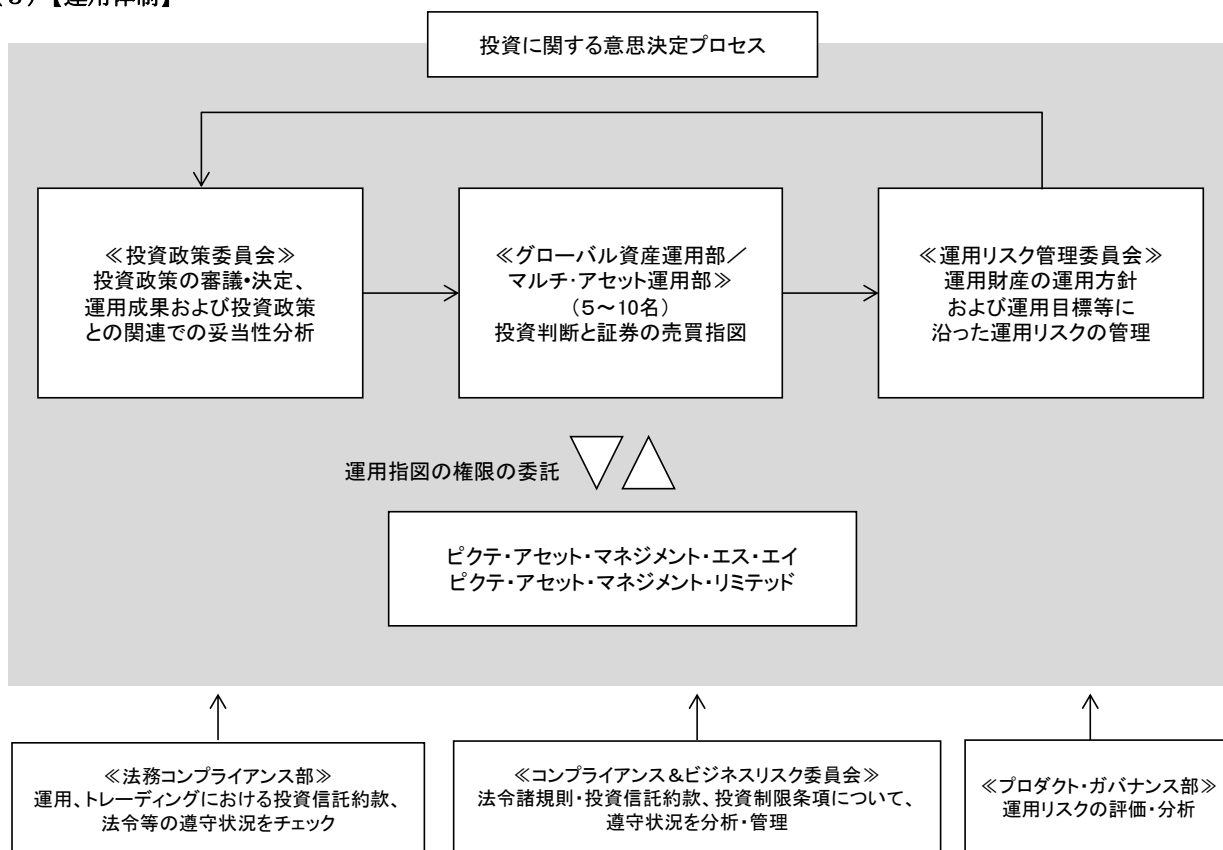 (3)【運用体制】
投資に関する意思決定プロセス
≪投資政策委員会≫
投資政策の審議・決定、
運用成果および投資政策
との関連での妥当性分析
≪グローバル資産運用部／
マルチ・アセット運用部≫
（5～10名）
投資判断と証券の売買指図
≪運用リスク管理委員会≫
運用財産の運用方針
および運用目標等に
沿った運用リスクの管理
運用指図の権限の委託
ピクテ・アセット・マネジメント・エス・エイ
ピクテ・アセット・マネジメント・リミテッド
≪法務コンプライアンス部≫
運用、トレーディングにおける投資信託約款、
法令等の遵守状況をチェック
≪コンプライアンス＆ビジネスリスク委員会≫
法令諸規則・投資信託約款、投資制限条項について、
遵守状況を分析・管理
≪プロダクト・ガバナンス部≫
運用リスクの評価・分析